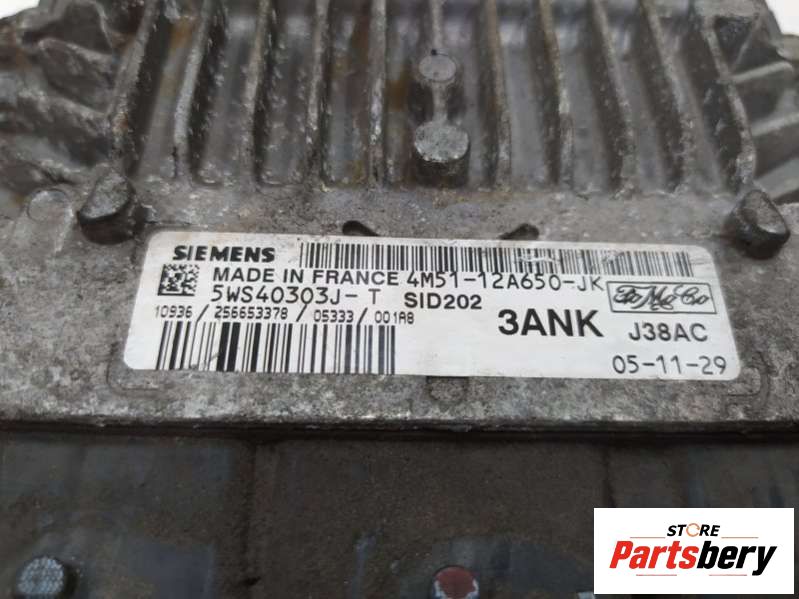 SIEMENS
MADE IN FRANCE 4M51-12A650-JK
5WS40303J-T SID202
FoMoCo
10936 / 256653378 / 05333 / 001A8
3ANK J38AC
05-11-29
STORE
Partsbery